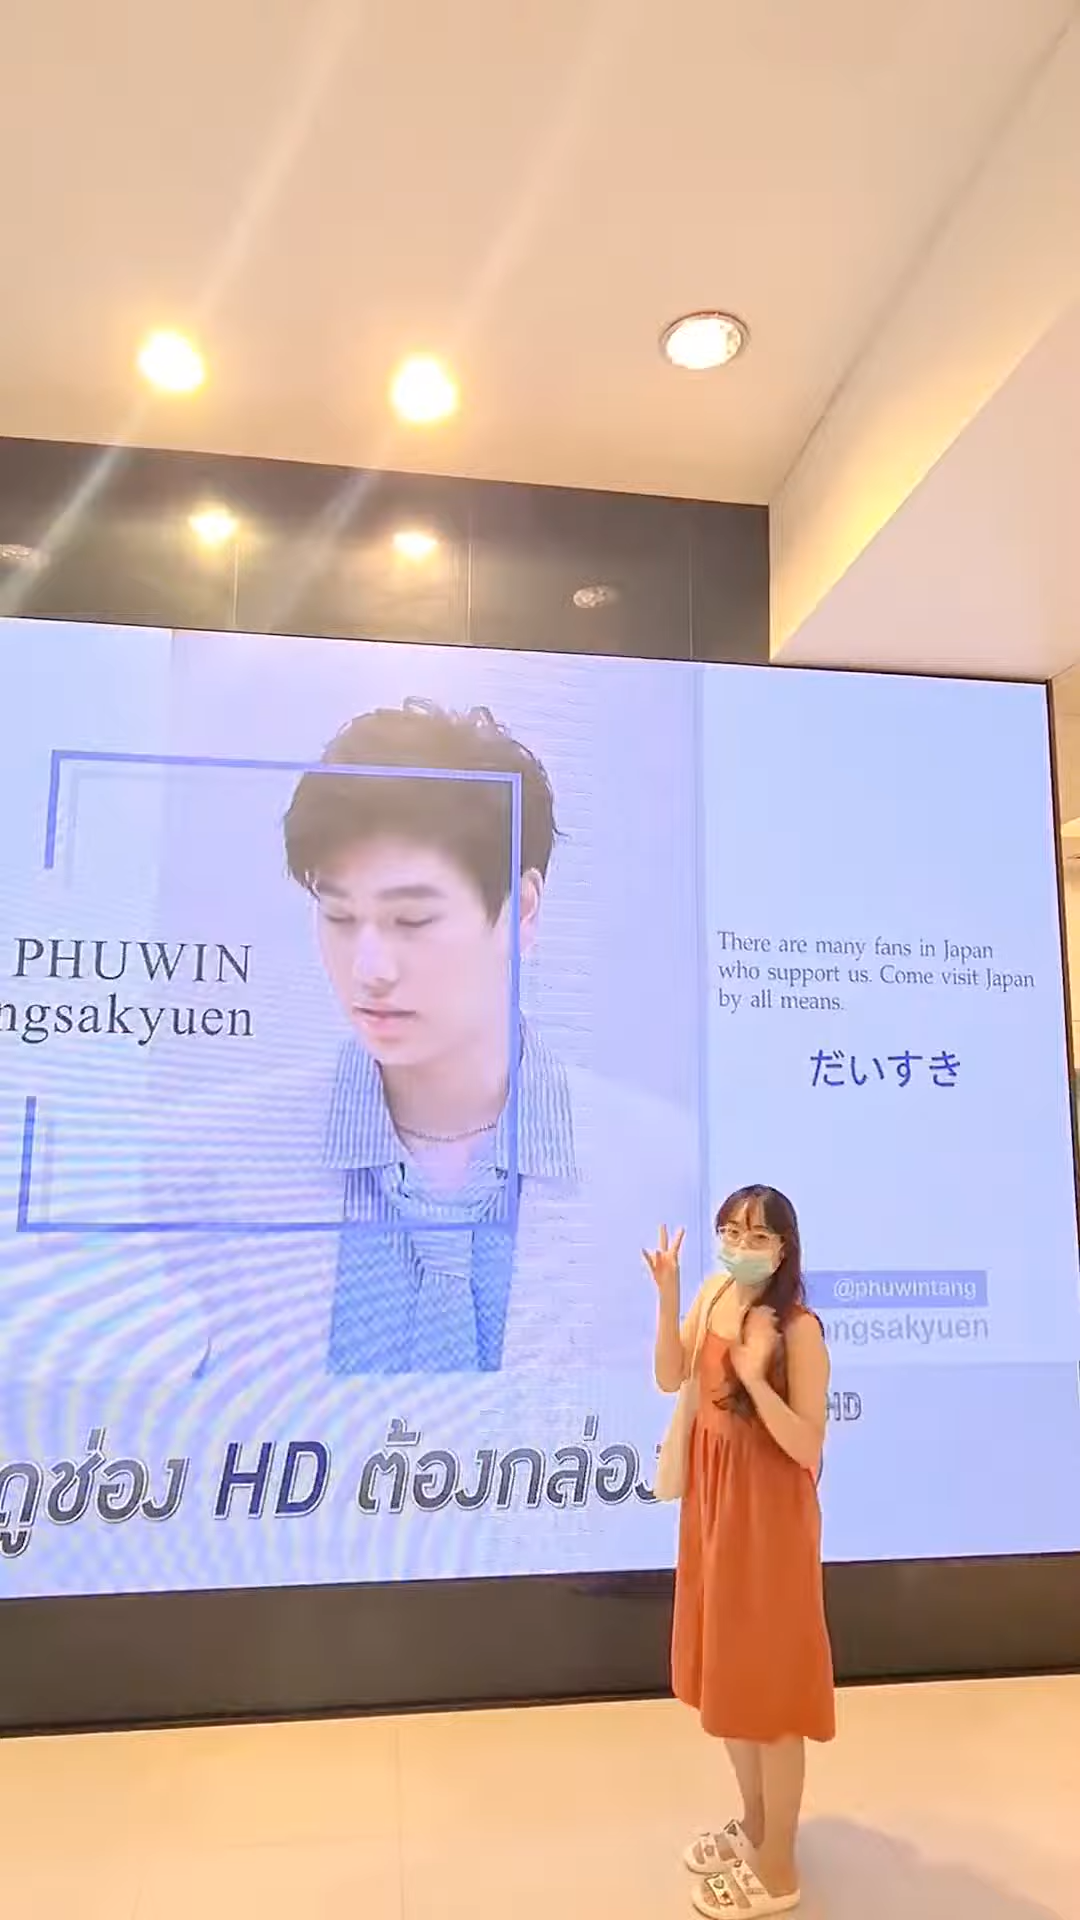 PHUWIN
ngsakyuen
There are many fans in Japan
who support us. Come visit Japan
by all means.
だいすき
@phuwintang
ngsakyuen
HD
ดูช่อง HD ต้องกล่อง